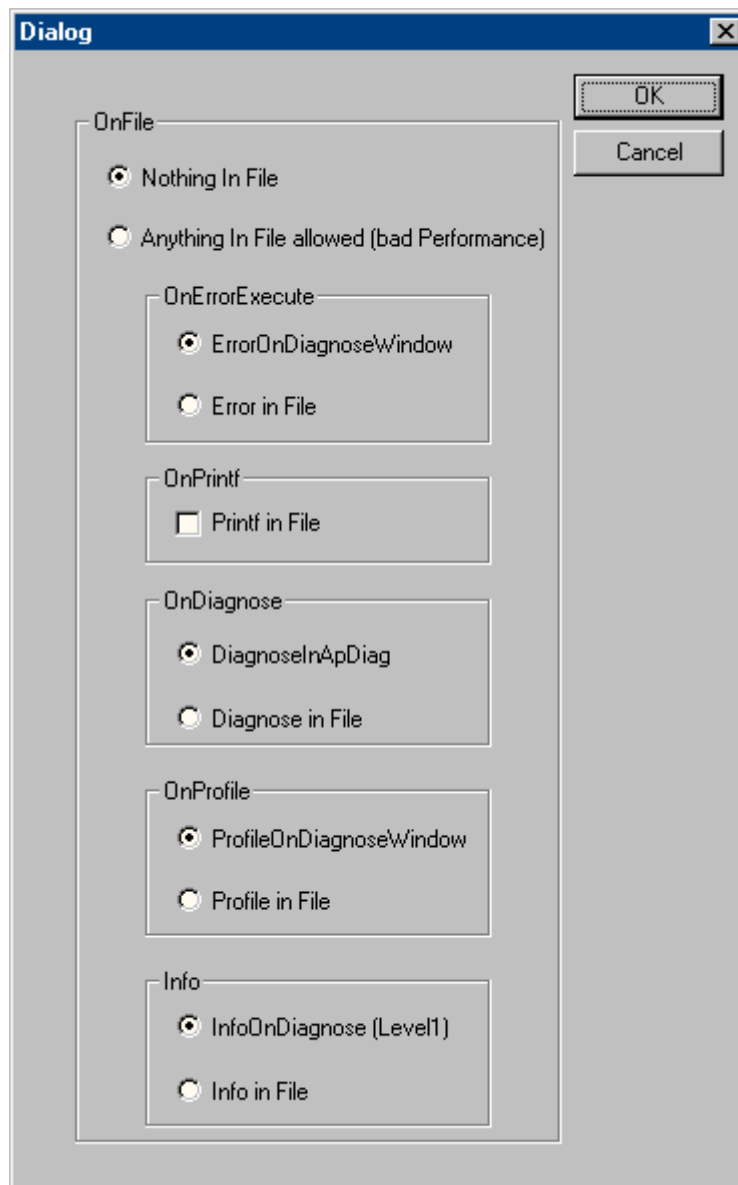 Dialog
OK
Cancel
OnFile
Nothing In File
Anything In File allowed (bad Performance)
OnErrorExecute
ErrorOnDiagnoseWindow
Error in File
OnPrintf
Printf in File
OnDiagnose
DiagnoseInApDiag
Diagnose in File
OnProfile
ProfileOnDiagnoseWindow
Profile in File
Info
InfoOnDiagnose (Level1)
Info in File